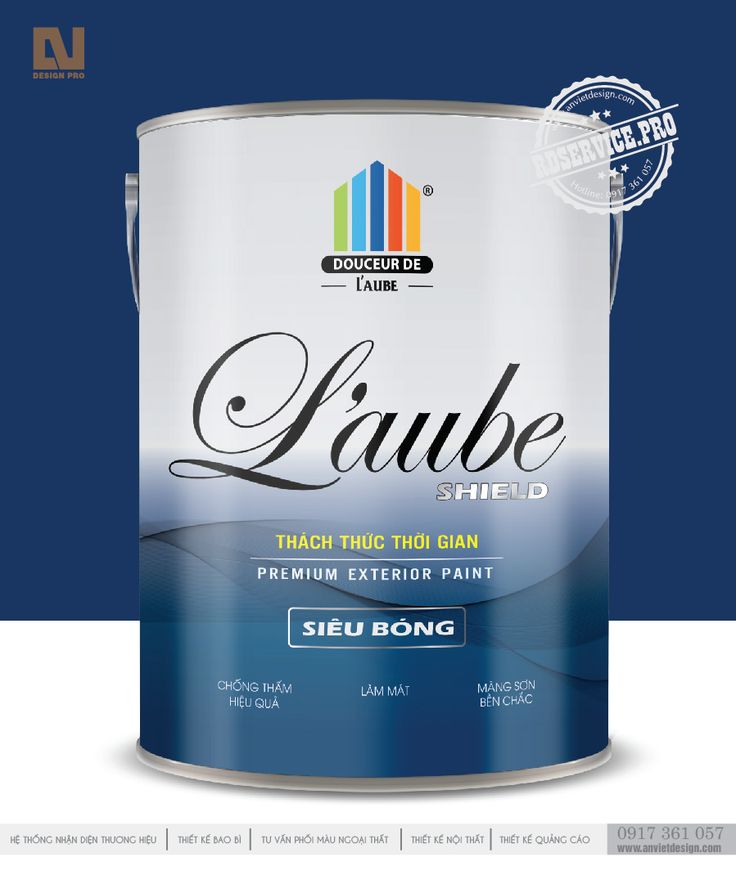 DESIGN PRO
anvietdesign.com
RDSERVICE.PRO
Hotline: 0917 361 057
®
DOUCEUR DE
L'AUBE
L'aube
SHIELD
THÁCH THỨC THỜI GIAN
PREMIUM EXTERIOR PAINT
SIÊU BÓNG
CHỐNG THẤM
HIỆU QUẢ
LÀM MÁT
MÀNG SƠN
BỀN CHẮC
HỆ THỐNG NHẬN DIỆN THƯƠNG HIỆU | THIẾT KẾ BAO BÌ | TƯ VẤN PHỐI MÀU NGOẠI THẤT | THIẾT KẾ NỘI THẤT | THIẾT KẾ QUẢNG CÁO
0917 361 057
www.anvietdesign.com